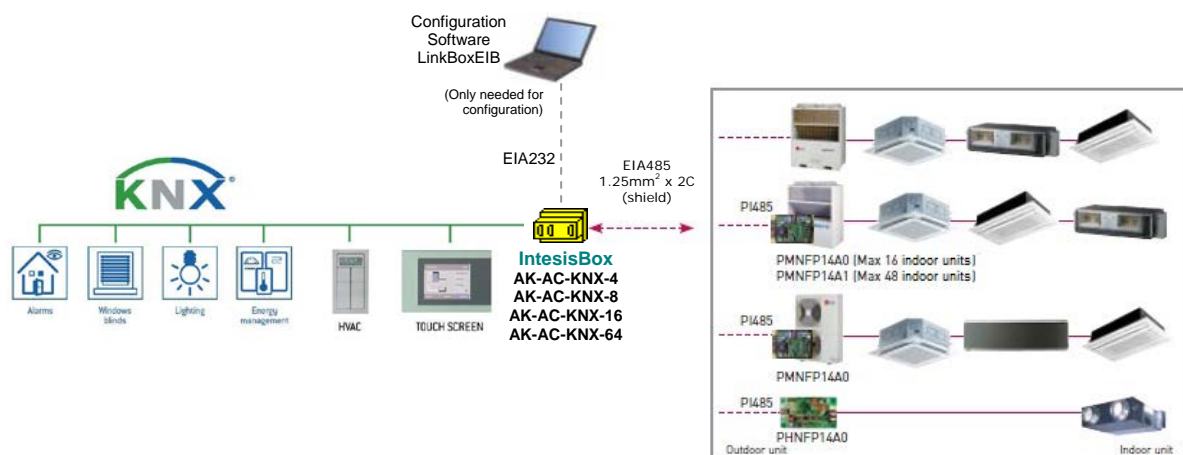 Configuration
Software
LinkBoxEIB
(Only needed for
configuration)
EIA232
EIA485
1.25mm² x 2C
(shield)
KNX®
Alarms
Windows
blinds
Lighting
Energy
management
HVAC
TOUCH SCREEN
IntesisBox
AK-AC-KNX-4
AK-AC-KNX-8
AK-AC-KNX-16
AK-AC-KNX-64
PI485
PMNFP14A0 (Max 16 indoor units)
PMNFP14A1 (Max 48 indoor units)
PI485
PMNFP14A0
PI485
PHNFP14A0
Outdoor unit
Indoor unit